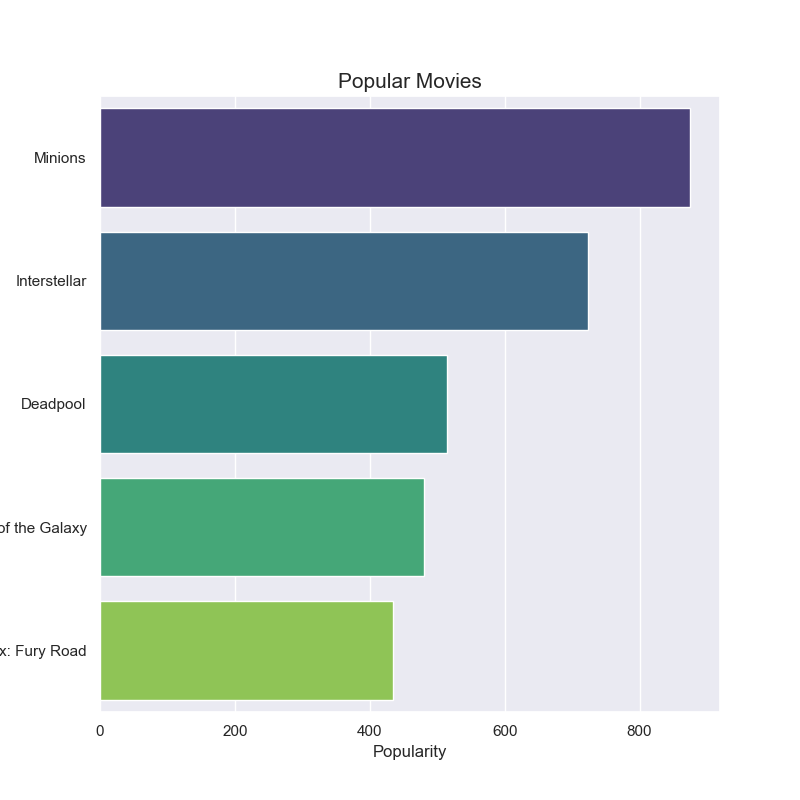 Popular Movies
Minions
Interstellar
Deadpool
of the Galaxy
x: Fury Road
0 200 400 600 800
Popularity